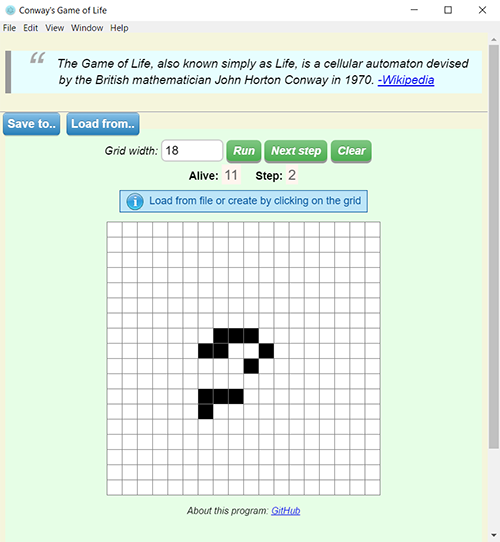 Conway's Game of Life
File Edit View Window Help
“ The Game of Life, also known simply as Life, is a cellular automaton devised
by the British mathematician John Horton Conway in 1970. -Wikipedia
Save to.. Load from..
Grid width: 18 Run Next step Clear
Alive: 11 Step: 2
i Load from file or create by clicking on the grid
About this program: GitHub